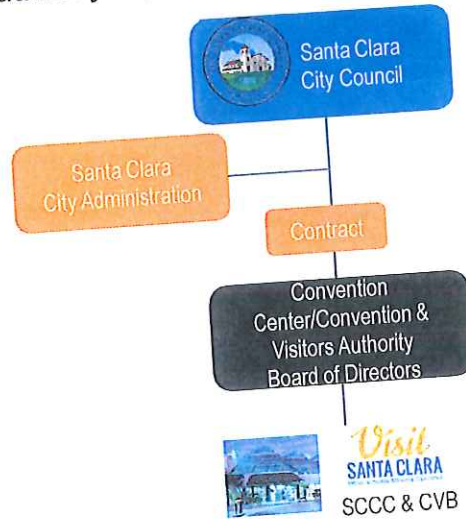 Santa Clara
City Council
Santa Clara
City Administration
Contract
Convention
Center/Convention &
Visitors Authority
Board of Directors
Visit
SANTA CLARA
SCCC & CVB